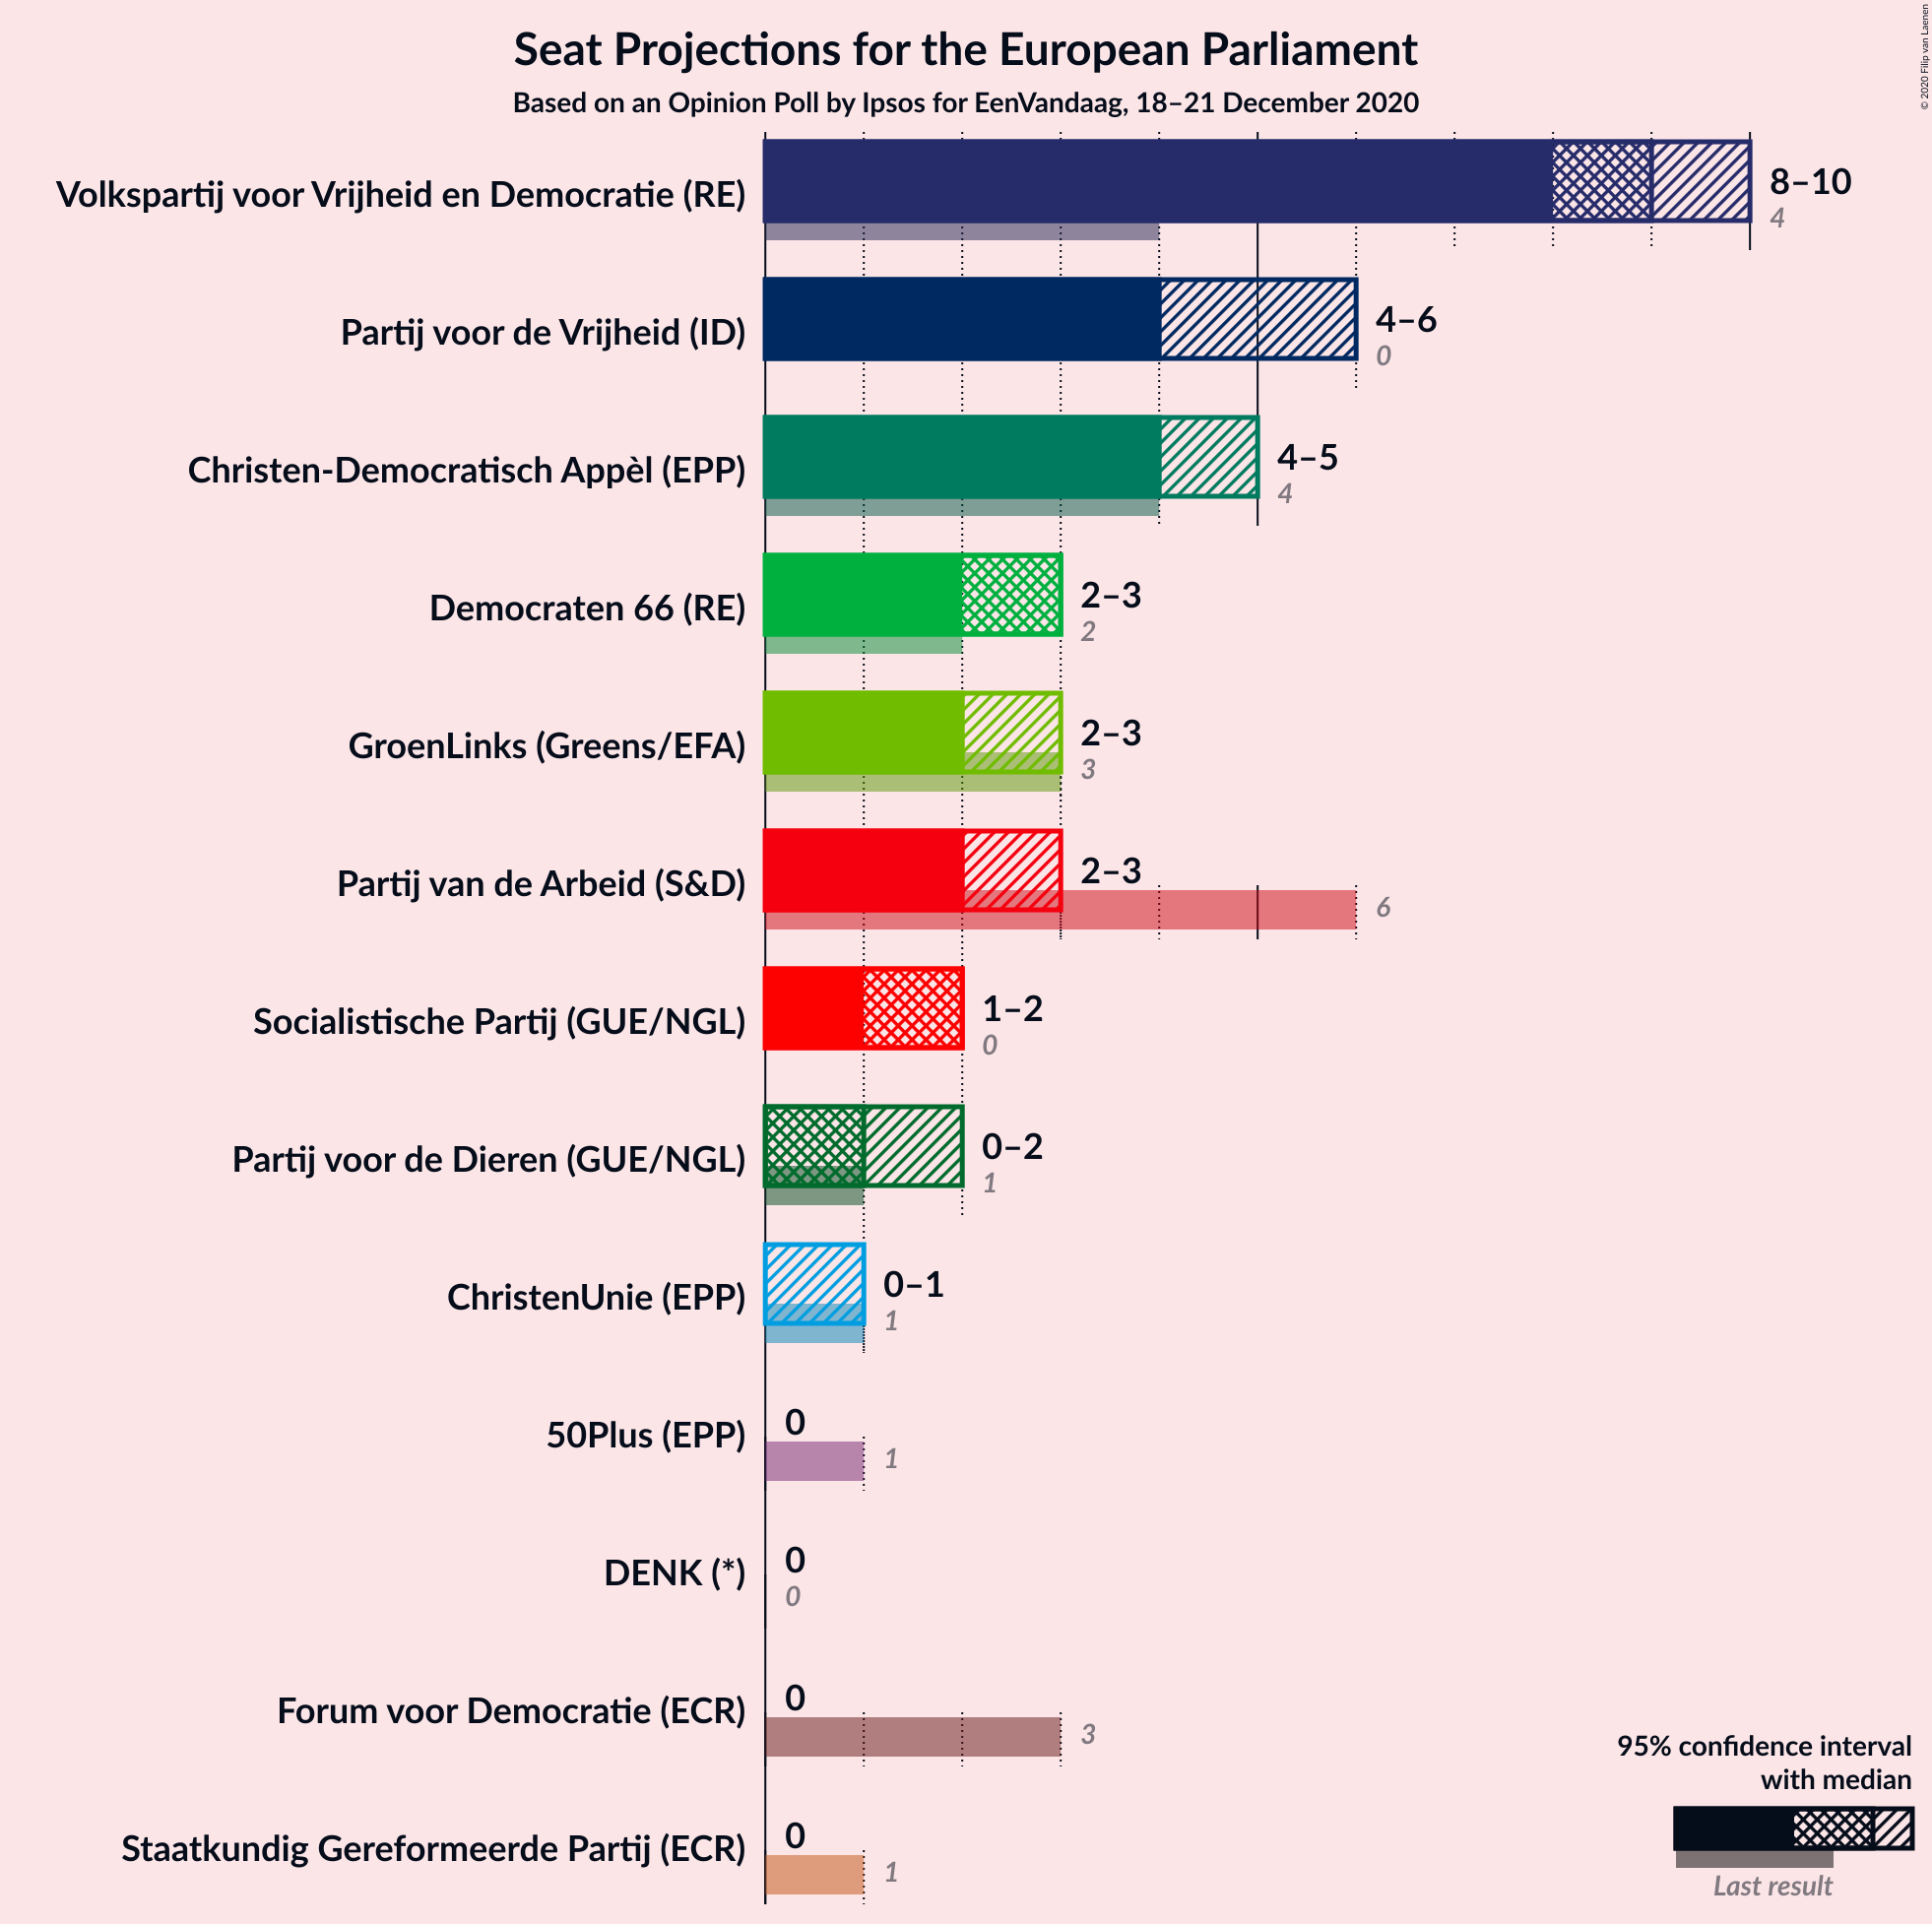 Seat Projections for the European Parliament
Based on an Opinion Poll by Ipsos for EenVandaag, 18–21 December 2020
© 2020 Filip van Laenen
Volkspartij voor Vrijheid en Democratie (RE)
8–10
4
Partij voor de Vrijheid (ID)
4–6
0
Christen-Democratisch Appèl (EPP)
4–5
4
Democraten 66 (RE)
2–3
2
GroenLinks (Greens/EFA)
2–3
3
Partij van de Arbeid (S&D)
2–3
6
Socialistische Partij (GUE/NGL)
1–2
0
Partij voor de Dieren (GUE/NGL)
0–2
1
ChristenUnie (EPP)
0–1
1
50Plus (EPP)
0
1
DENK (*)
0
0
Forum voor Democratie (ECR)
0
3
Staatkundig Gereformeerde Partij (ECR)
0
1
95% confidence interval
with median
Last result